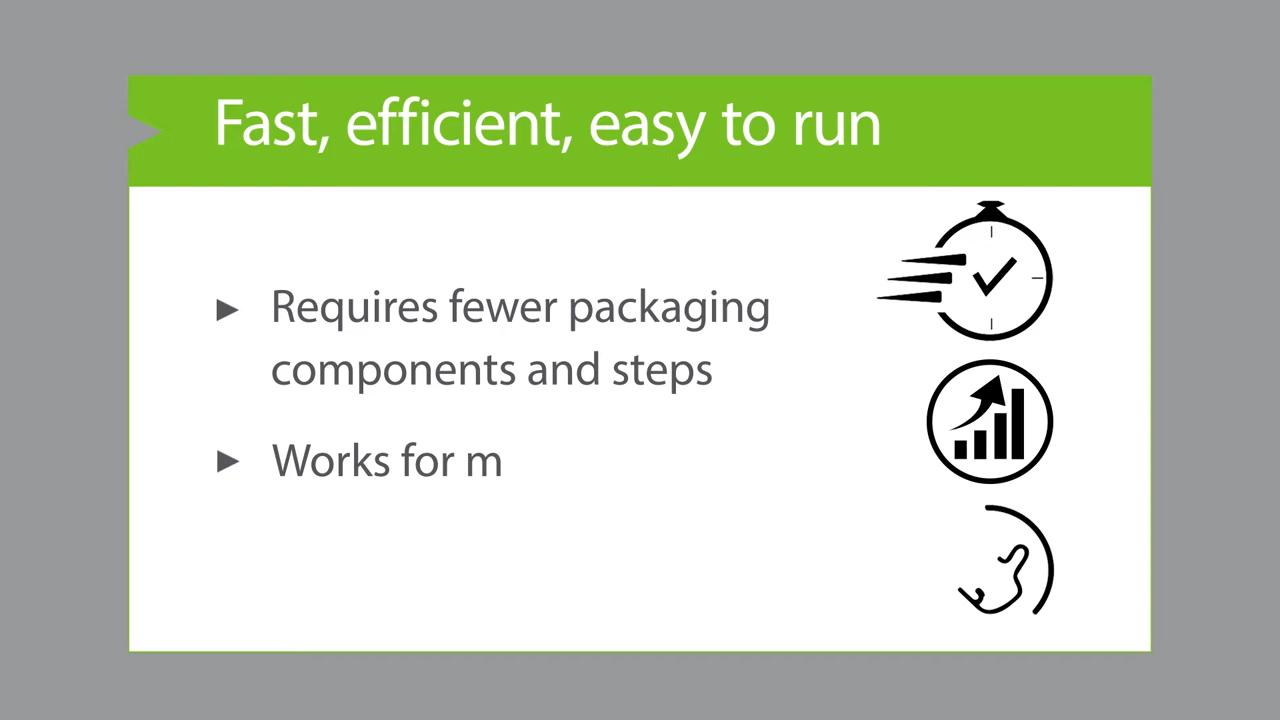 Fast, efficient, easy to run
► Requires fewer packaging
components and steps
► Works for m